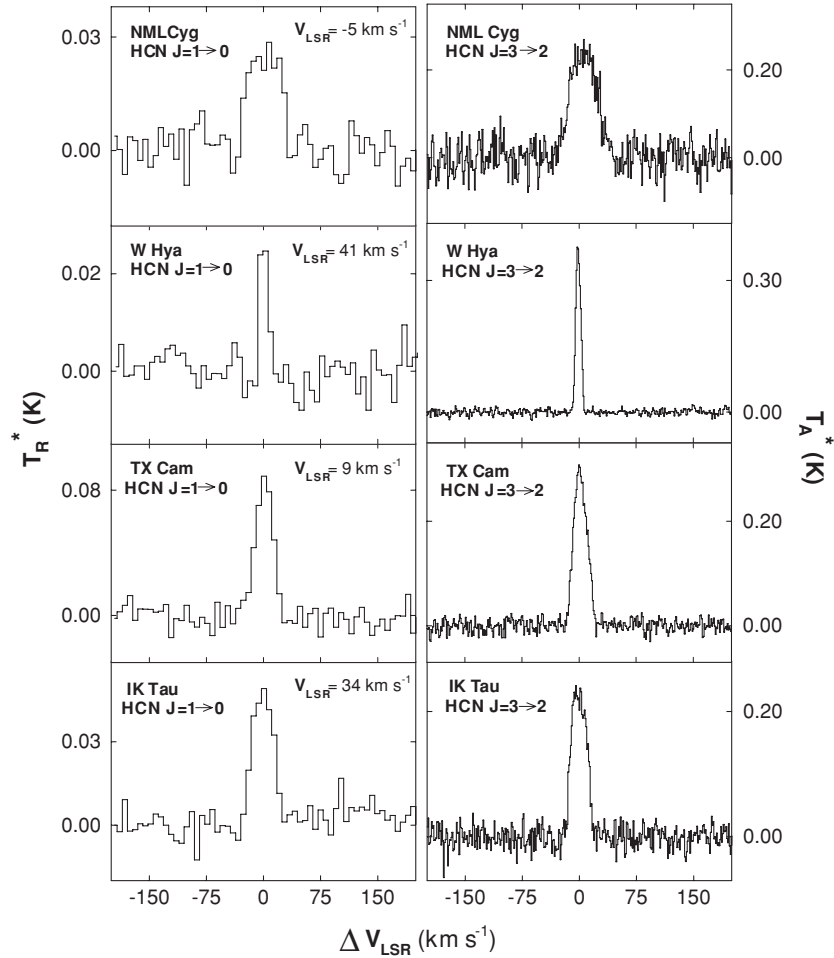 NMLCyg
HCN J=1→0
V_LSR= -5 km s⁻¹
0.03
0.00
NML Cyg
HCN J=3→2
0.20
0.00
W Hya
HCN J=1→0
V_LSR= 41 km s⁻¹
0.02
0.00
W Hya
HCN J=3→2
0.30
0.00
T_R* (K)
T_A* (K)
TX Cam
HCN J=1→0
V_LSR= 9 km s⁻¹
0.08
0.00
TX Cam
HCN J=3→2
0.20
0.00
IK Tau
HCN J=1→0
V_LSR= 34 km s⁻¹
0.03
0.00
IK Tau
HCN J=3→2
0.20
0.00
-150 -75 0 75 150
-150 -75 0 75 150
Δ V_LSR (km s⁻¹)